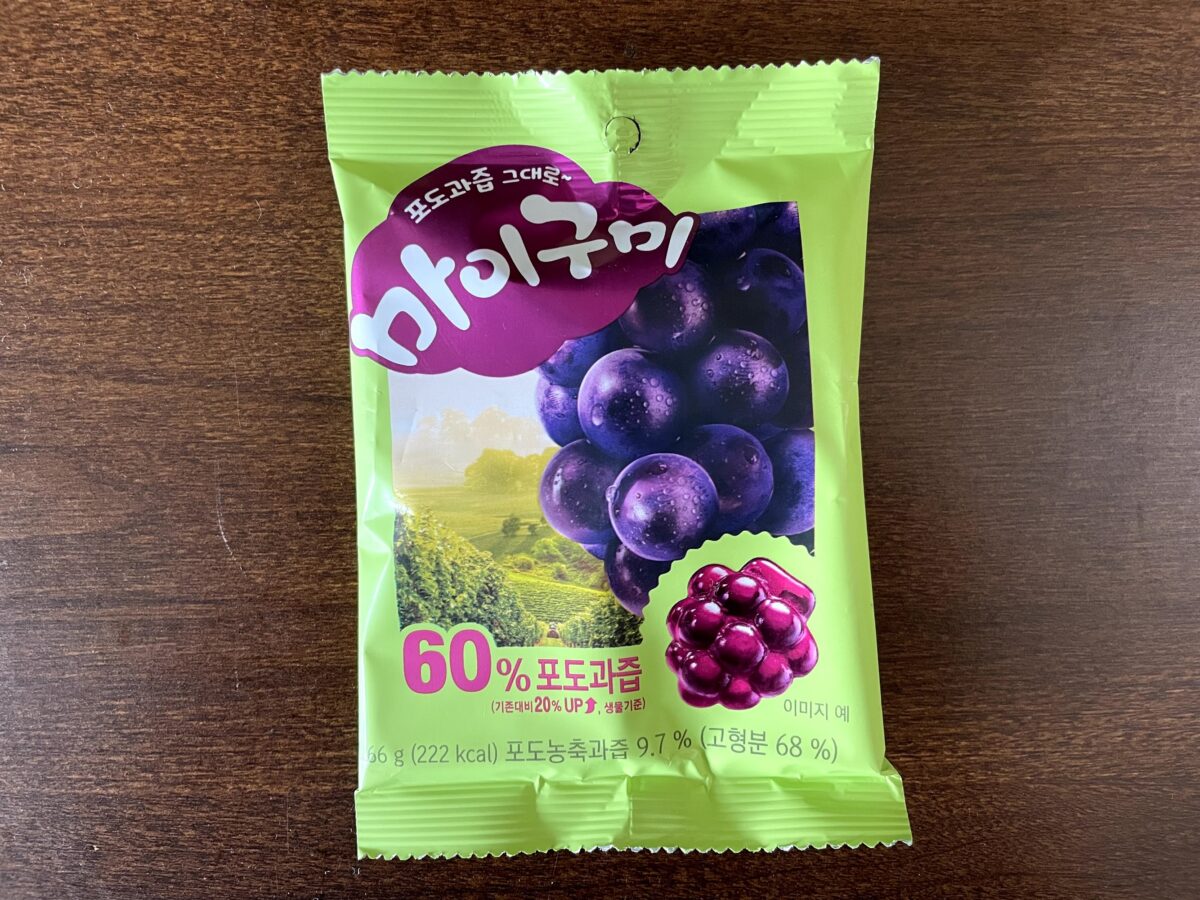 포도과즙 그대로~
마이구미
60% 포도과즙
(기존대비 20% UP↑, 생물기준)
이미지 예
66 g (222 kcal) 포도농축과즙 9.7 % (고형분 68 %)